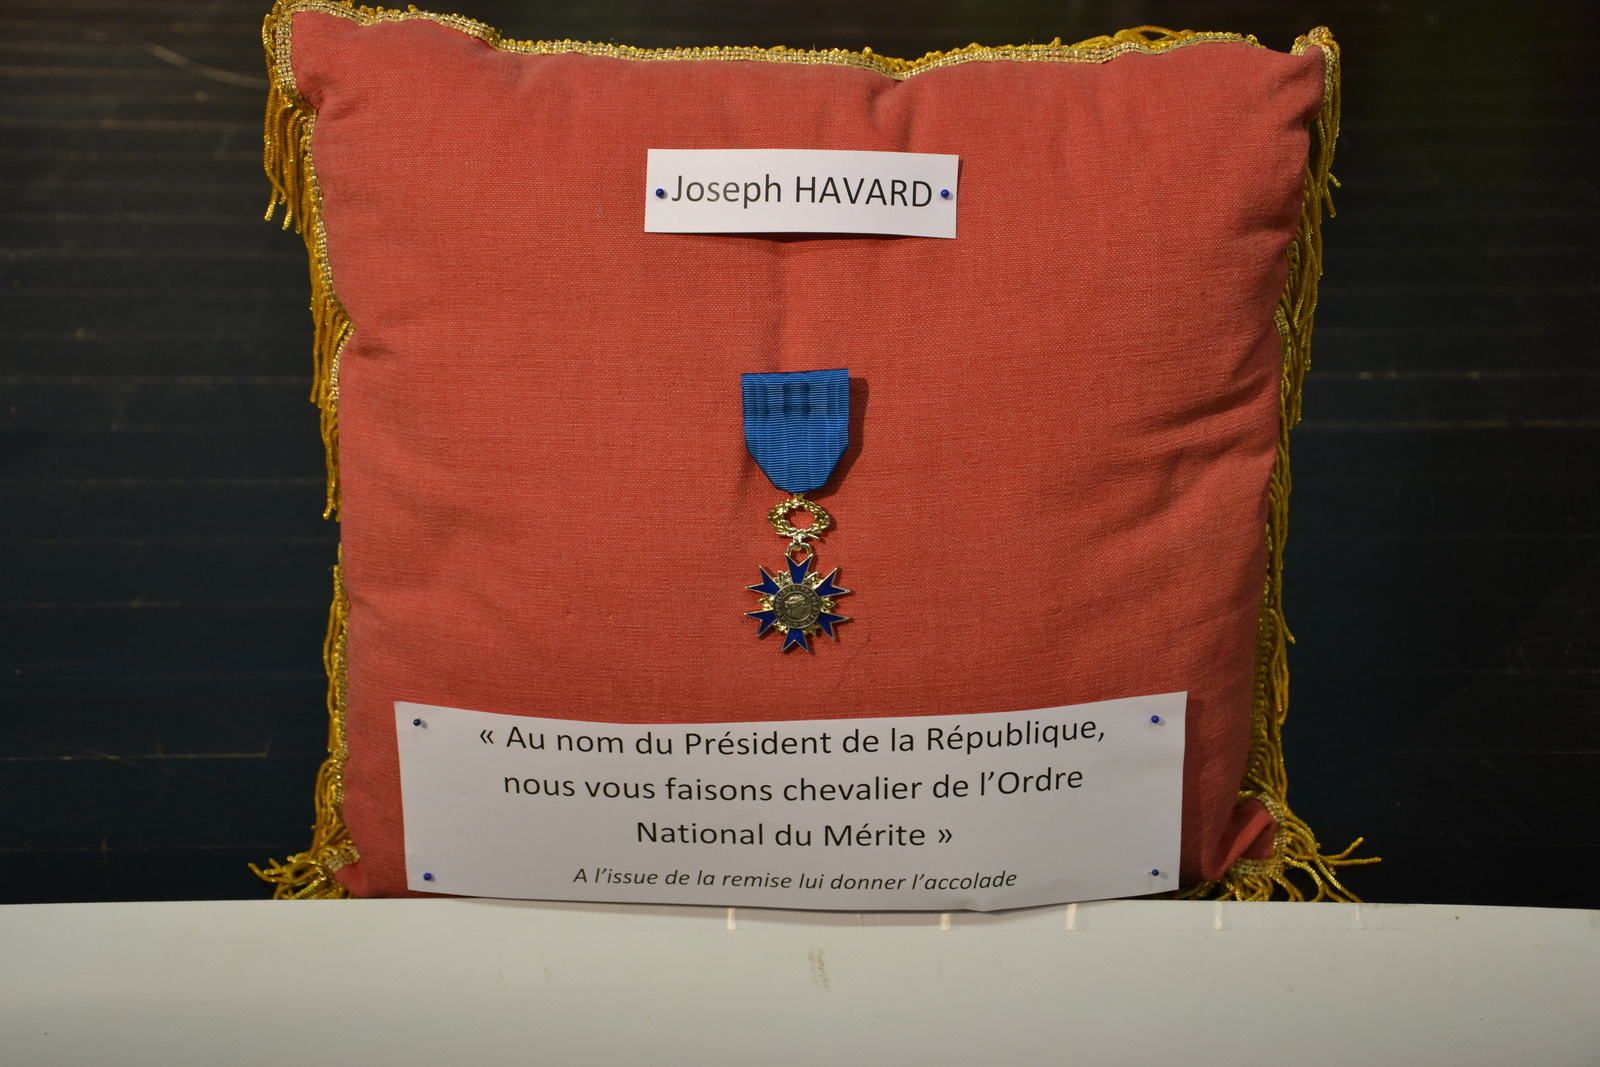 Joseph HAVARD
« Au nom du Président de la République,
nous vous faisons chevalier de l'Ordre
National du Mérite »
A l'issue de la remise lui donner l'accolade